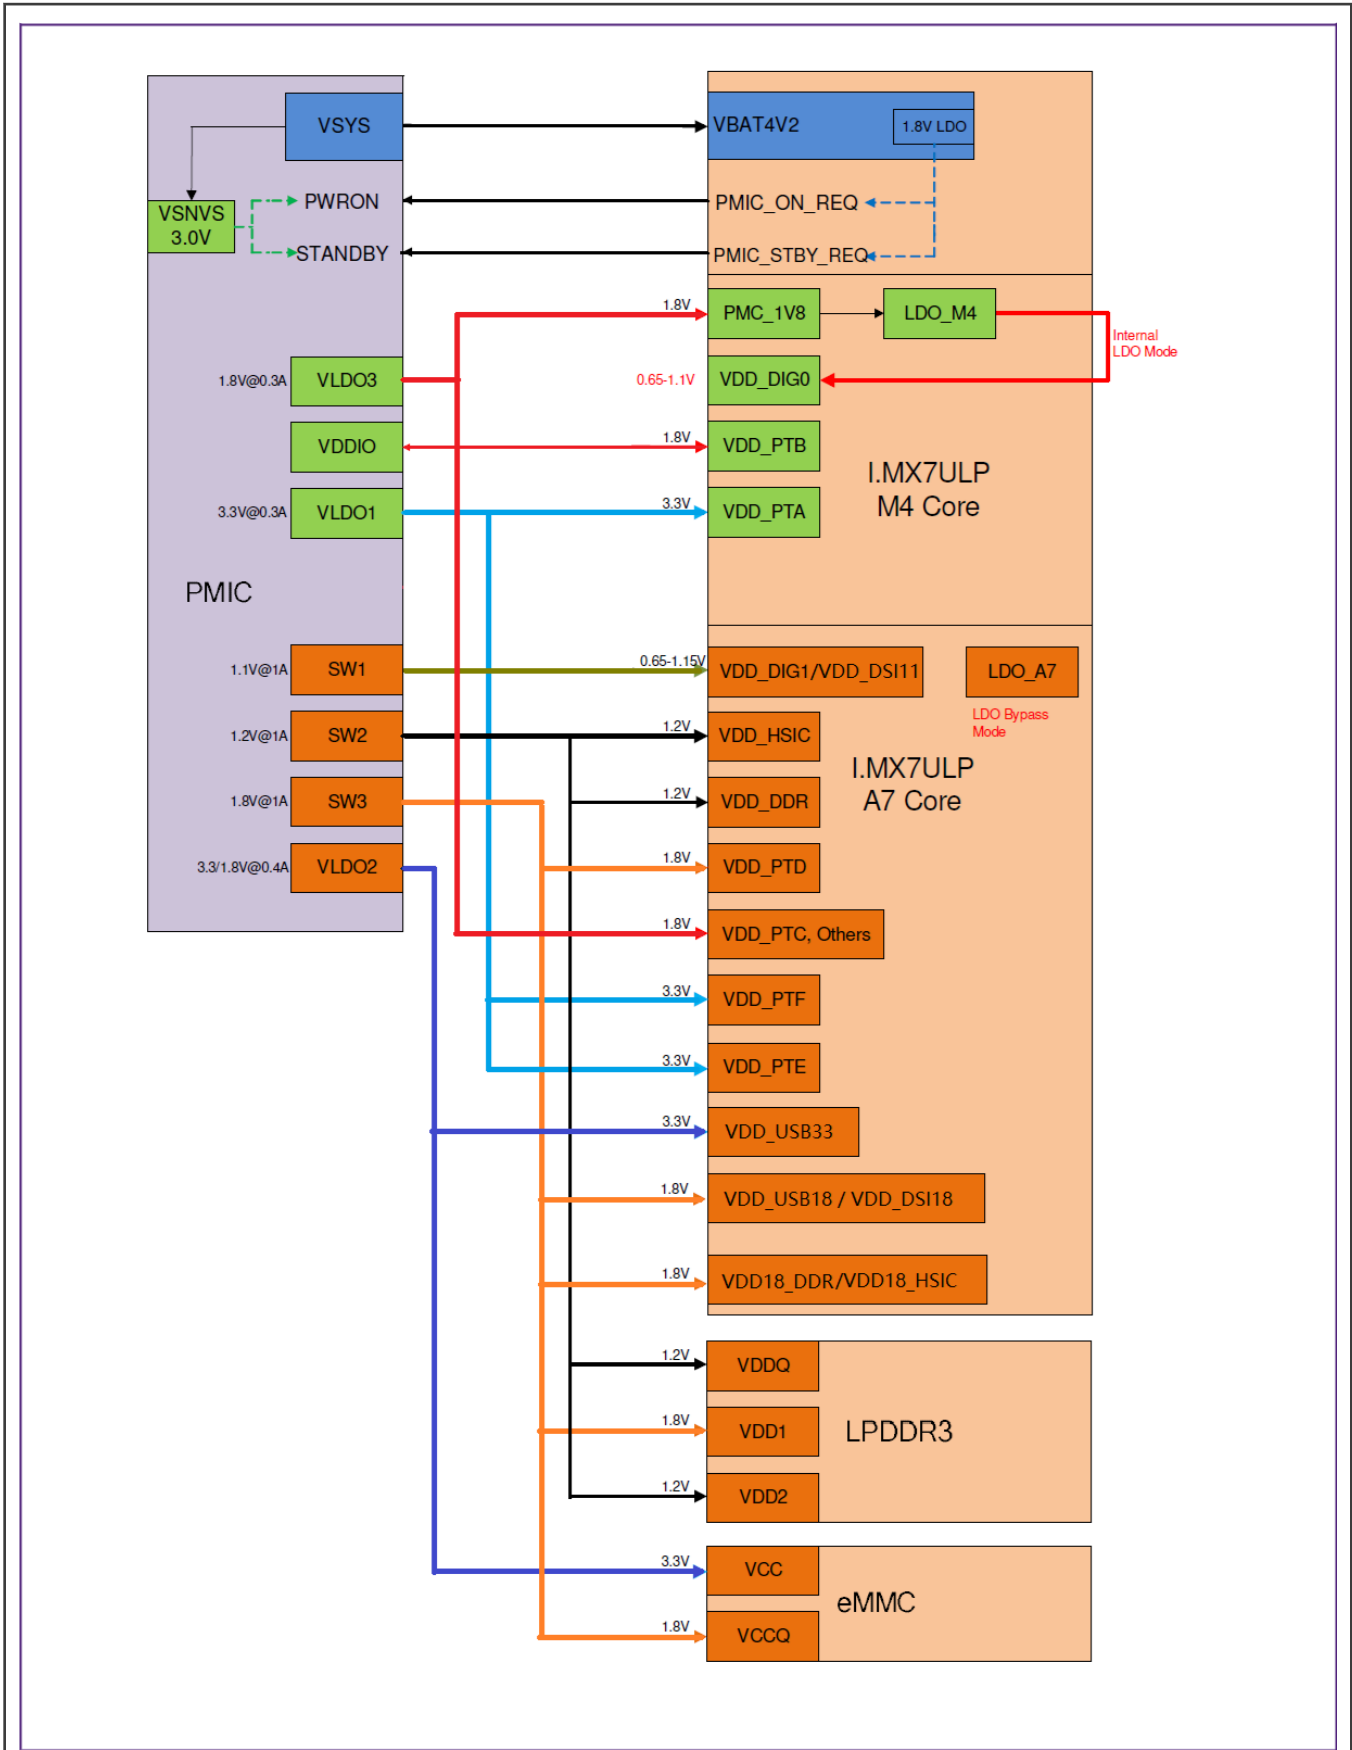 VSYS
VBAT4V2
1.8V LDO
VSNVS
3.0V
PWRON
PMIC_ON_REQ
STANDBY
PMIC_STBY_REQ
1.8V
PMC_1V8
LDO_M4
Internal
LDO Mode
1.8V@0.3A
VLDO3
0.65-1.1V
VDD_DIG0
VDDIO
1.8V
VDD_PTB
I.MX7ULP
M4 Core
3.3V@0.3A
VLDO1
3.3V
VDD_PTA
PMIC
1.1V@1A
SW1
0.65-1.15V
VDD_DIG1/VDD_DSI11
LDO_A7
LDO Bypass
Mode
1.2V@1A
SW2
1.2V
VDD_HSIC
I.MX7ULP
A7 Core
1.8V@1A
SW3
1.2V
VDD_DDR
3.3/1.8V@0.4A
VLDO2
1.8V
VDD_PTD
1.8V
VDD_PTC, Others
3.3V
VDD_PTF
3.3V
VDD_PTE
3.3V
VDD_USB33
1.8V
VDD_USB18 / VDD_DSI18
1.8V
VDD18_DDR/VDD18_HSIC
1.2V
VDDQ
1.8V
VDD1
LPDDR3
1.2V
VDD2
3.3V
VCC
eMMC
1.8V
VCCQ